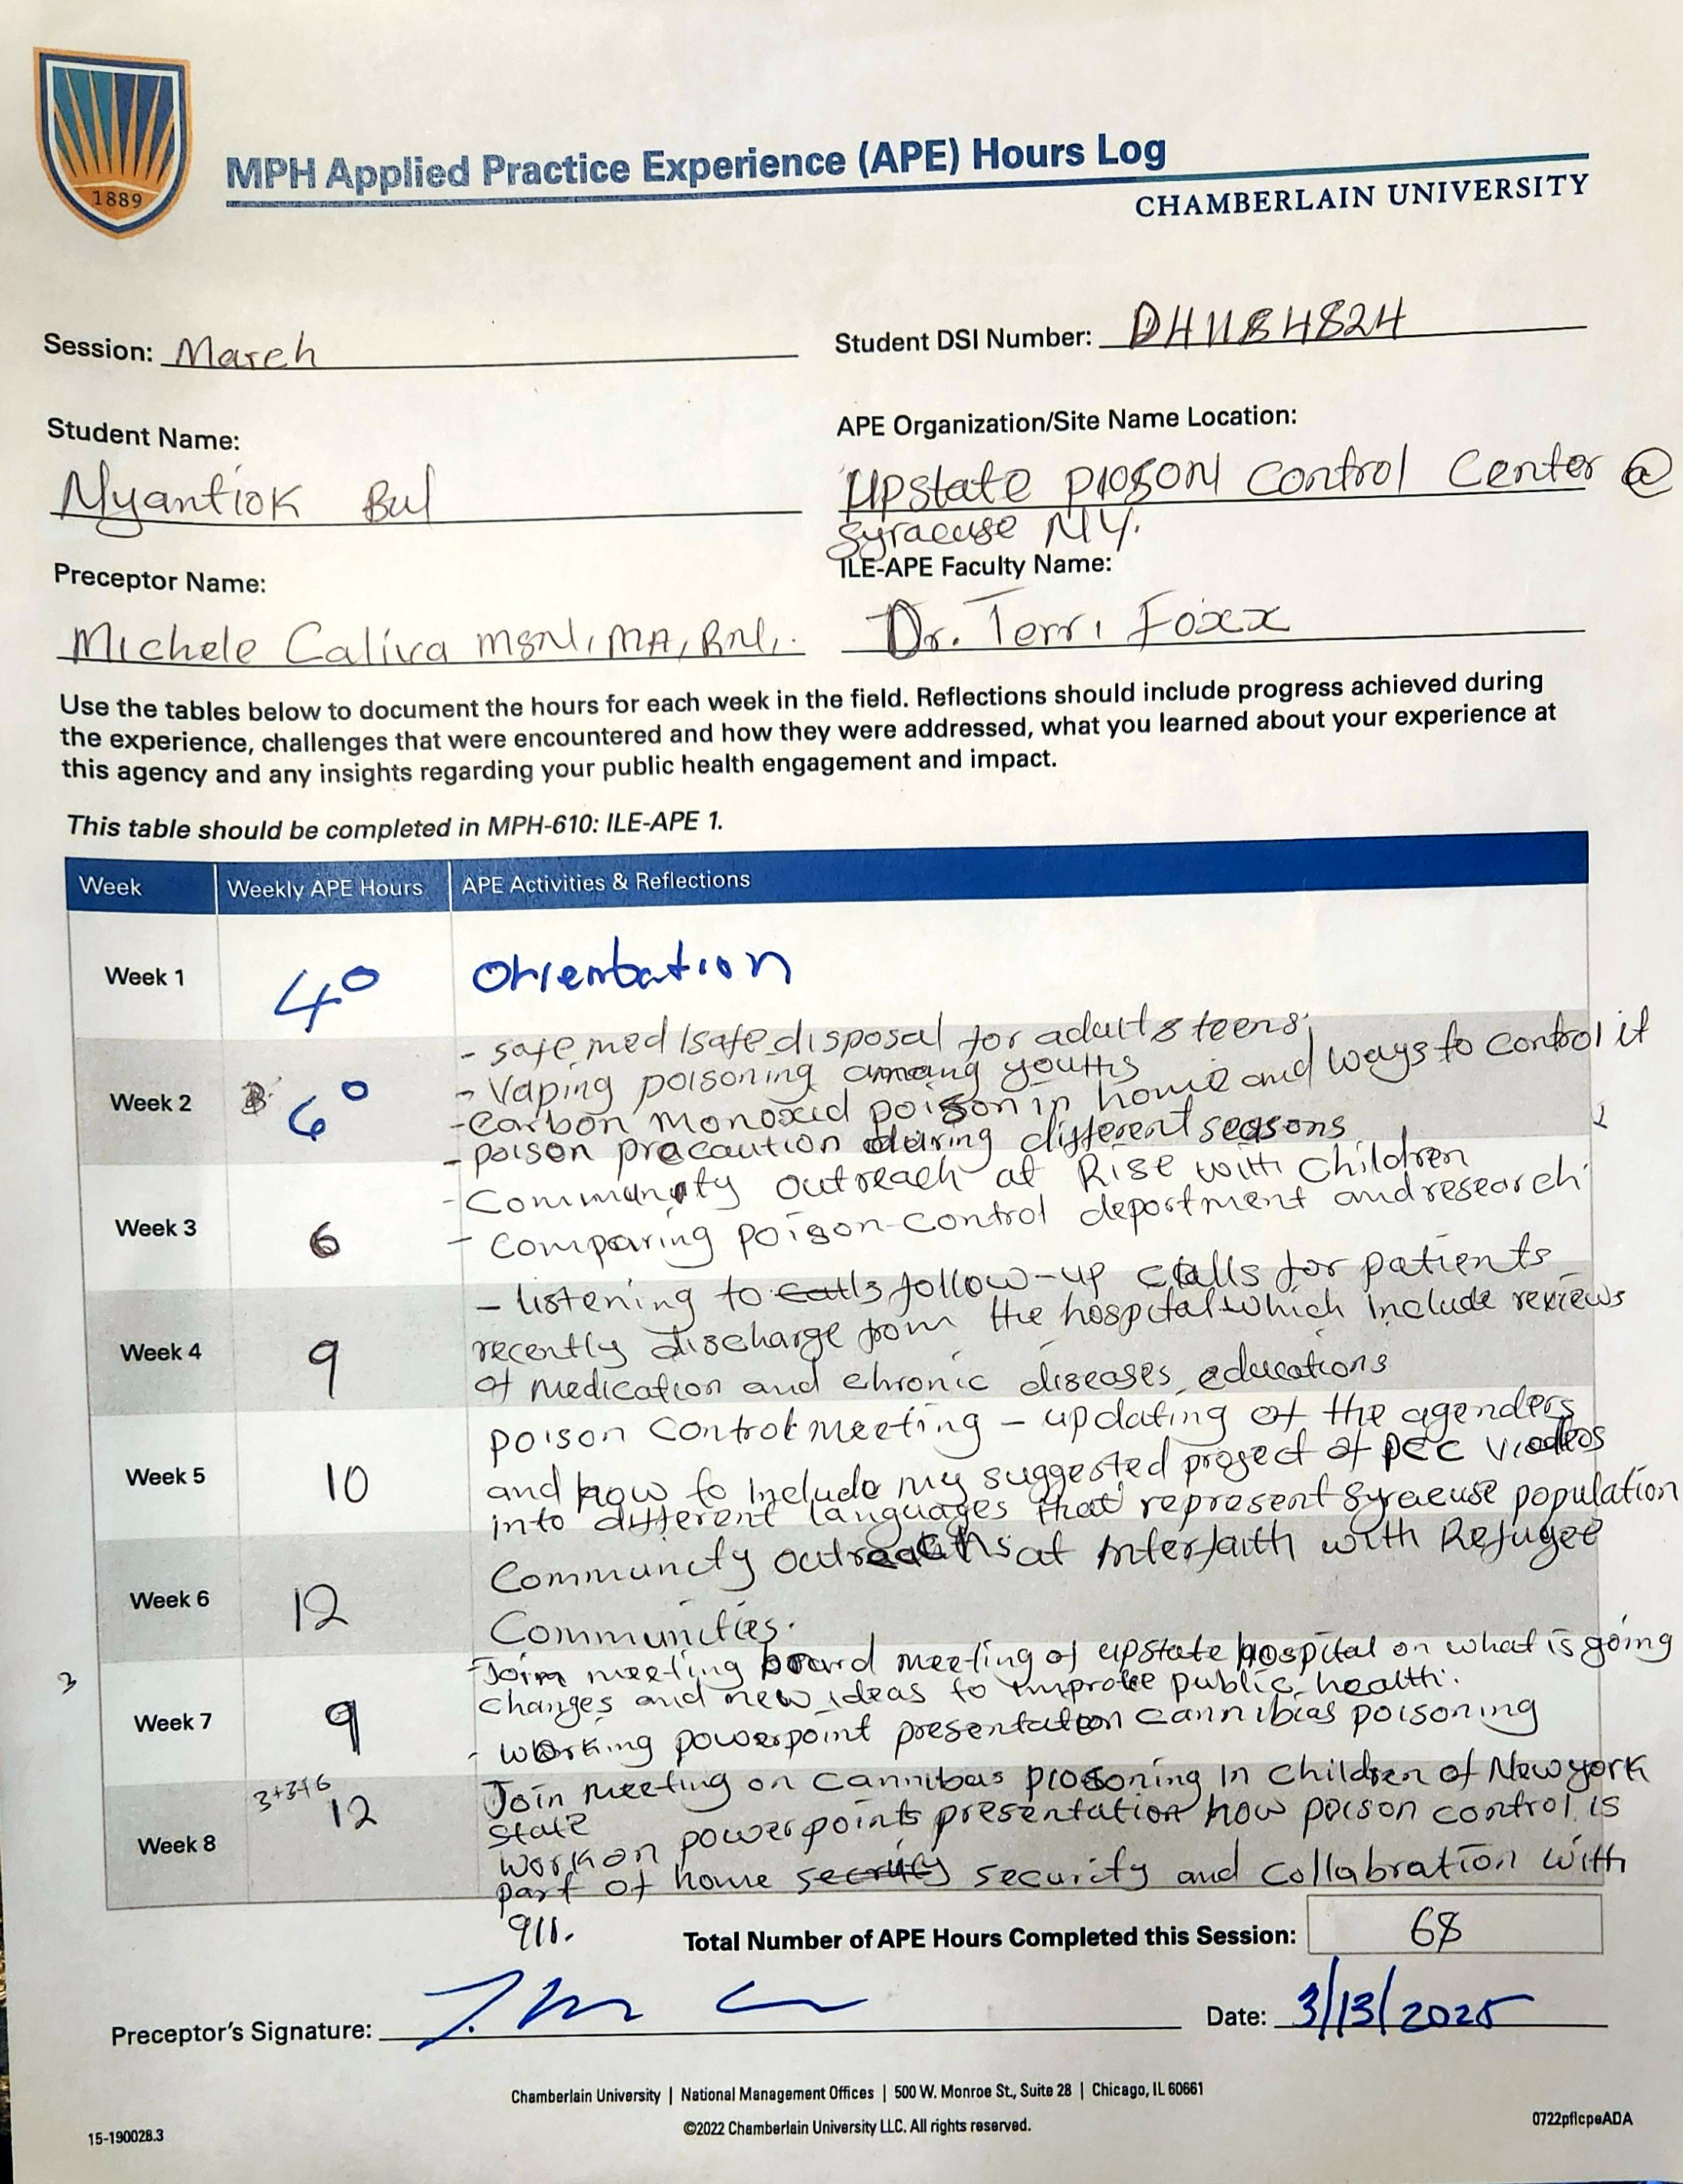 1889
MPH Applied Practice Experience (APE) Hours Log
CHAMBERLAIN UNIVERSITY
Session: March
Student DSI Number: DH1184824
Student Name:
Nyantiok Bul
APE Organization/Site Name Location:
Upstate pioson control Center @
Syracuse NY.
Preceptor Name:
Michele Caliva MSN, MA, RN,.
ILE-APE Faculty Name:
Dr. Terri Foxx
Use the tables below to document the hours for each week in the field. Reflections should include progress achieved during
the experience, challenges that were encountered and how they were addressed, what you learned about your experience at
this agency and any insights regarding your public health engagement and impact.
This table should be completed in MPH-610: ILE-APE 1.
Week Weekly APE Hours APE Activities & Reflections
Week 1 4° Orientation
Week 2 6°
- safe med/safe disposal for adult & teens
- Vaping poisoning among youths
- Carbon monoxid poison in home and ways to control it
- poison precaution during different seasons
Week 3 6
- Community outreach at Rise with Children
- Comparing poison-control department and research
Week 4 9
- listening to calls follow-up calls for patients
recently discharge from the hospital which include reviews
of medication and chronic diseases educations
Week 5 10
poison Control meeting - updating of the agenders
and how to include my suggested project of PCC videos
into different languages that represent Syracuse population
Week 6 12
Community outreachs at interfaith with Refugee
Communities.
3
Week 7 9
- Join meeting board meeting of upstate hospital on what is going
changes and new ideas to improve public health.
- working powerpoint presentation cannibias poisoning
Week 8 3+3+6 12
Join meeting on Cannibas piosoning in children of New york
state
work on powerpoints presentation how poison control is
part of home security and collabration with
911.
Total Number of APE Hours Completed this Session: 68
Preceptor's Signature:
Date: 3/13/2025
Chamberlain University | National Management Offices | 500 W. Monroe St., Suite 28 | Chicago, IL 60661
©2022 Chamberlain University LLC. All rights reserved.
15-190028.3
0722pflcpeADA